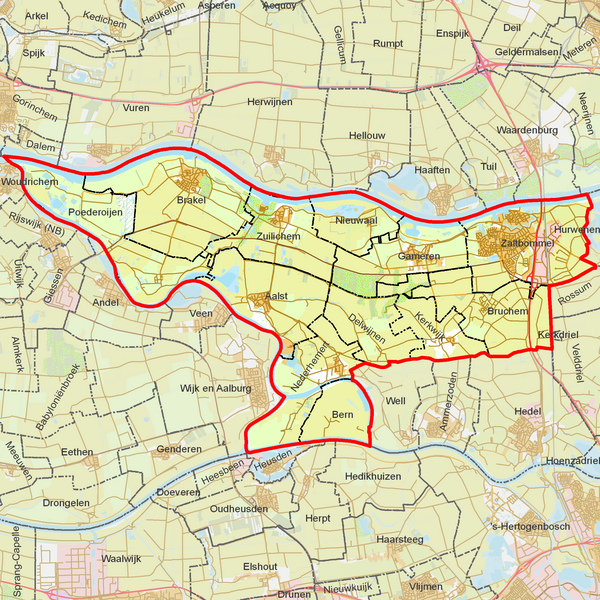 Asperen
Acquoy
Heukelum
Kedichem
Arkel
Deil
Enspijk
Gellicum
Rumpt
Meteren
Geldermalsen
Spijk
Gorinchem
Vuren
Herwijnen
Neerijnen
Waardenburg
Hellouw
Dalem
Tuil
Haaften
Woudrichem
Poederoijen
Brakel
Nieuwaal
Hurwenen
Rijswijk (NB)
Zuilichem
Zaltbommel
Gameren
Uitwijk
Giessen
Andel
Aalst
Rossum
Veen
Bruchem
Delwijnen
Kerkwijk
Kerkdriel
Almkerk
Velddriel
Nederhemert
Babyloniënbroek
Wijk en Aalburg
Well
Ammerzoden
Bern
Hedel
Meeuwen
Eethen
Genderen
Heesbeen
Heusden
Hoenzadriel
Hedikhuizen
Doeveren
Drongelen
Oudheusden
Herpt
's-Hertogenbosch
Haarsteeg
Sprang-Capelle
Waalwijk
Elshout
Nieuwkuijk
Vlijmen
Drunen